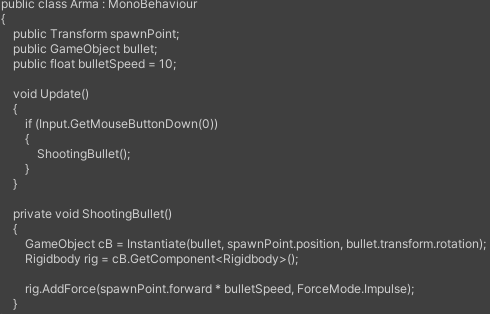 public class Arma : MonoBehaviour
{
public Transform spawnPoint;
public GameObject bullet;
public float bulletSpeed = 10;
void Update()
{
if (Input.GetMouseButtonDown(0))
{
ShootingBullet();
}
}
private void ShootingBullet()
{
GameObject cB = Instantiate(bullet, spawnPoint.position, bullet.transform.rotation);
Rigidbody rig = cB.GetComponent<Rigidbody>();
rig.AddForce(spawnPoint.forward * bulletSpeed, ForceMode.Impulse);
}